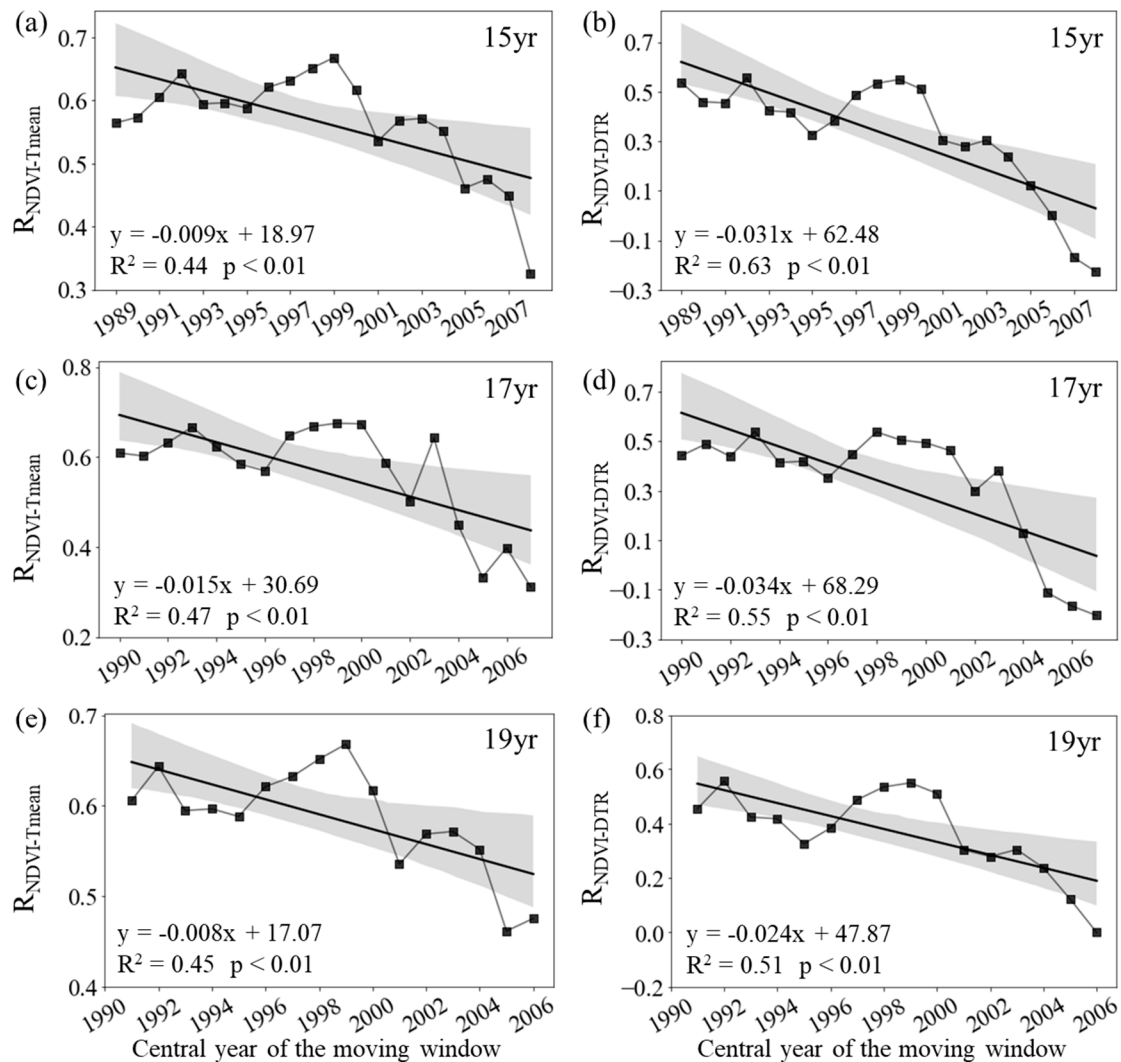 (a)
15yr
0.7
0.6
0.5
0.4
0.3
R_NDVI-Tmean
y = -0.009x + 18.97
R² = 0.44 p < 0.01
1989 1991 1993 1995 1997 1999 2001 2003 2005 2007
(b)
15yr
0.7
0.5
0.3
0.1
−0.1
−0.3
R_NDVI-DTR
y = -0.031x + 62.48
R² = 0.63 p < 0.01
1989 1991 1993 1995 1997 1999 2001 2003 2005 2007
(c)
17yr
0.8
0.6
0.4
0.2
R_NDVI-Tmean
y = -0.015x + 30.69
R² = 0.47 p < 0.01
1990 1992 1994 1996 1998 2000 2002 2004 2006
(d)
17yr
0.7
0.5
0.3
0.1
−0.1
−0.3
R_NDVI-DTR
y = -0.034x + 68.29
R² = 0.55 p < 0.01
1990 1992 1994 1996 1998 2000 2002 2004 2006
(e)
19yr
0.7
0.6
0.5
0.4
R_NDVI-Tmean
y = -0.008x + 17.07
R² = 0.45 p < 0.01
1990 1992 1994 1996 1998 2000 2002 2004 2006
Central year of the moving window
(f)
19yr
0.8
0.6
0.4
0.2
0.0
−0.2
R_NDVI-DTR
y = -0.024x + 47.87
R² = 0.51 p < 0.01
1990 1992 1994 1996 1998 2000 2002 2004 2006
Central year of the moving window